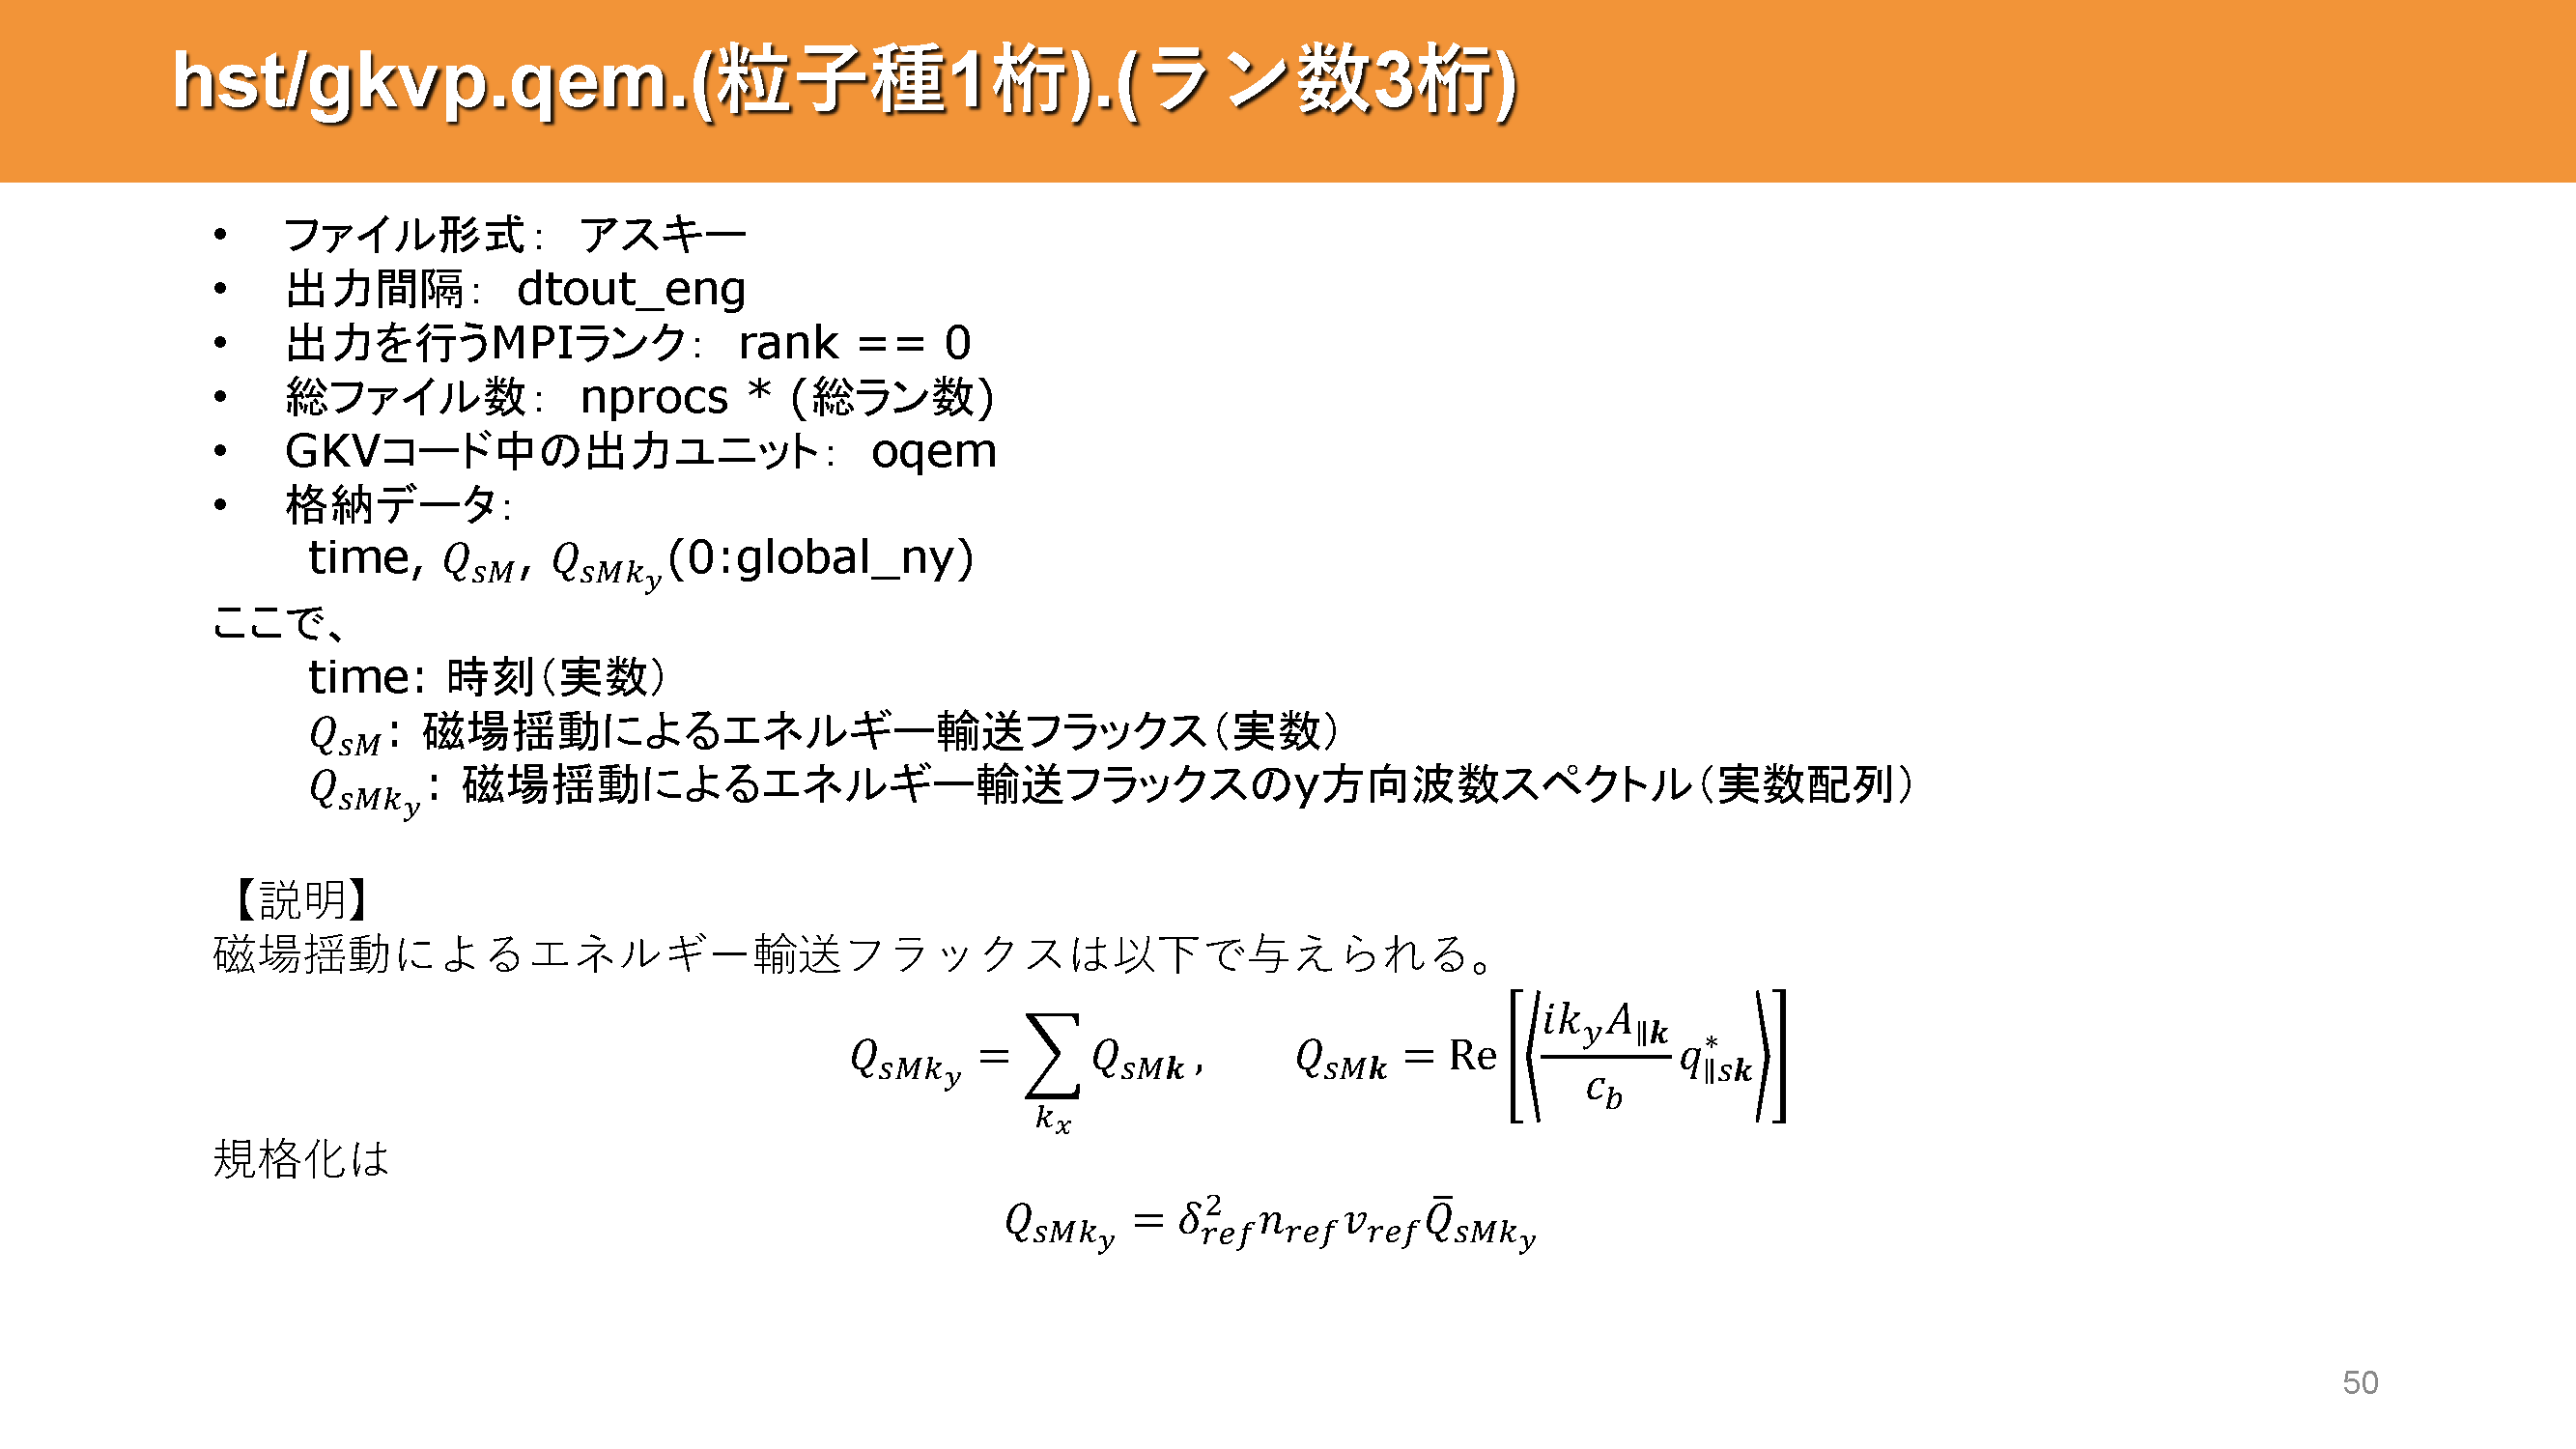 hst/gkvp.qem.(粒子種1桁).(ラン数3桁)
• ファイル形式： アスキー
• 出力間隔： dtout_eng
• 出力を行うMPIランク： rank == 0
• 総ファイル数： nprocs * (総ラン数)
• GKVコード中の出力ユニット： oqem
• 格納データ：
time, $Q_{sM}$, $Q_{sMk_y}$(0:global_ny)
ここで、
time: 時刻（実数）
$Q_{sM}$: 磁場揺動によるエネルギー輸送フラックス（実数）
$Q_{sMk_y}$: 磁場揺動によるエネルギー輸送フラックスのy方向波数スペクトル（実数配列）
【説明】
磁場揺動によるエネルギー輸送フラックスは以下で与えられる。
$Q_{sMk_y} = \sum_{k_x} Q_{sM\boldsymbol{k}}, \quad Q_{sM\boldsymbol{k}} = \mathrm{Re}\left[\left\langle \frac{ik_y A_{\parallel \boldsymbol{k}}}{c_b} q^*_{\parallel s\boldsymbol{k}} \right\rangle\right]$
規格化は
$Q_{sMk_y} = \delta_{ref}^2 n_{ref} v_{ref} \bar{Q}_{sMk_y}$
50